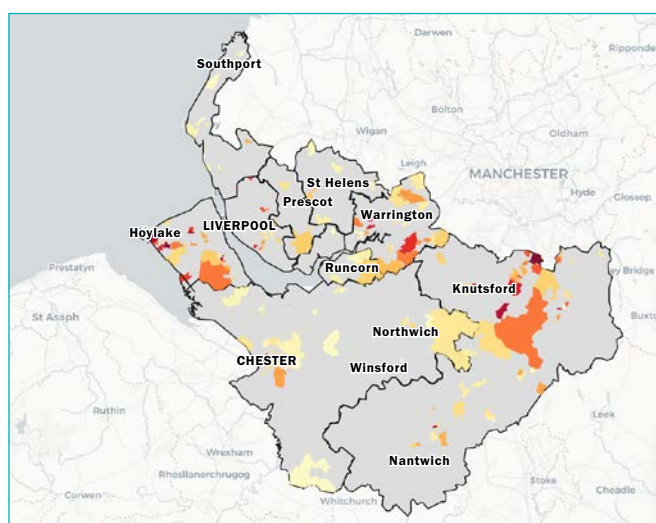 Darwen
Ripponde
Southport
Bolton
Wigan
Oldham
Leigh
MANCHESTER
St Helens
Hyde
Glossop
Prescot
Warrington
Hoylake
LIVERPOOL
Runcorn
Prestatyn
Knutsford
ey Bridge
St Asaph
Northwich
Buxto
CHESTER
Winsford
Ruthin
Leek
Wrexham
Nantwich
Rhosllanerchrugog
Stoke
Cheadle
Corwen
Whitchurch